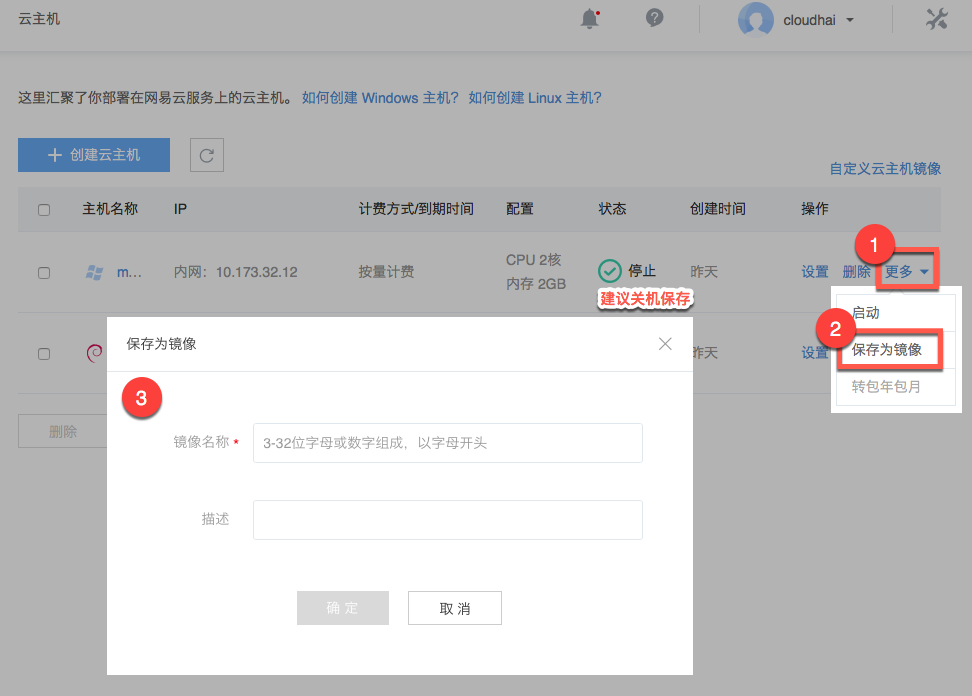 云主机
cloudhai
这里汇聚了你部署在网易云服务上的云主机。 如何创建 Windows 主机? 如何创建 Linux 主机?
创建云主机
自定义云主机镜像
主机名称 IP 计费方式/到期时间 配置 状态 创建时间 操作
1
m... 内网: 10.173.32.12 按量计费 CPU 2核 内存 2GB 停止 昨天 设置 删除 更多
建议关机保存
启动
2
保存为镜像
转包年包月
昨天 设置
删除
保存为镜像
3
镜像名称 * 3-32位字母或数字组成, 以字母开头
描述
确 定 取 消